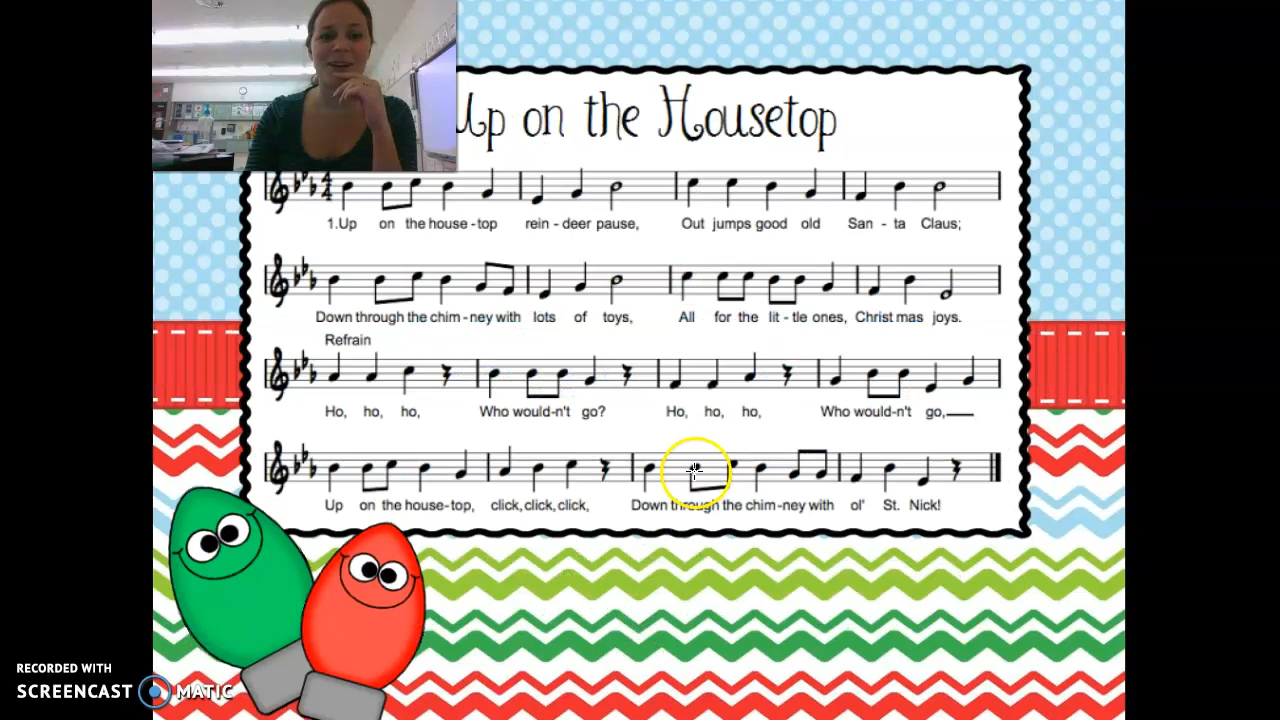 Up on the Housetop
4 4
1.Up on the house - top rein - deer pause, Out jumps good old San - ta Claus;
Down through the chim - ney with lots of toys, All for the lit - tle ones, Christ mas joys.
Refrain
Ho, ho, ho, Who would-n't go? Ho, ho, ho, Who would-n't go,
Up on the house-top, click, click, click, Down through the chim -ney with ol' St. Nick!
RECORDED WITH
SCREENCAST MATIC